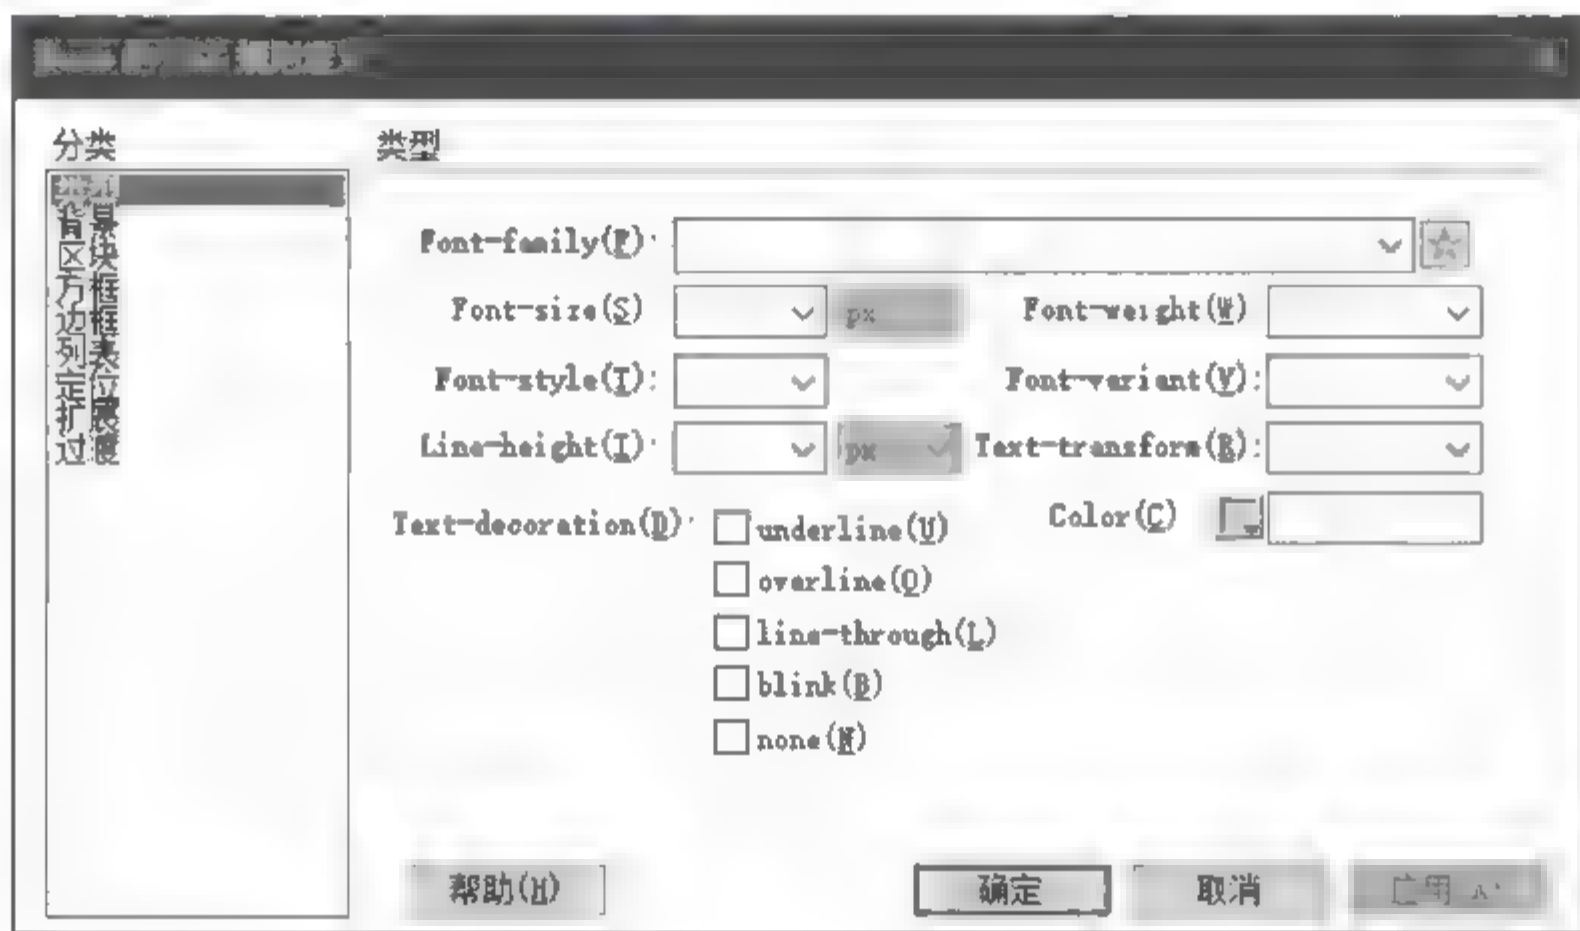 分类
类型
类型
背景
区块
方框
边框
列表
定位
扩展
过渡
Font-family(F):
Font-size(S)
px
Font-weight(W)
Font-style(T):
Font-variant(V):
Line-height(I):
px
Text-transform(R):
Text-decoration(D):
underline(U)
Color(C)
overline(O)
line-through(L)
blink(B)
none(N)
帮助(H)
确定
取消